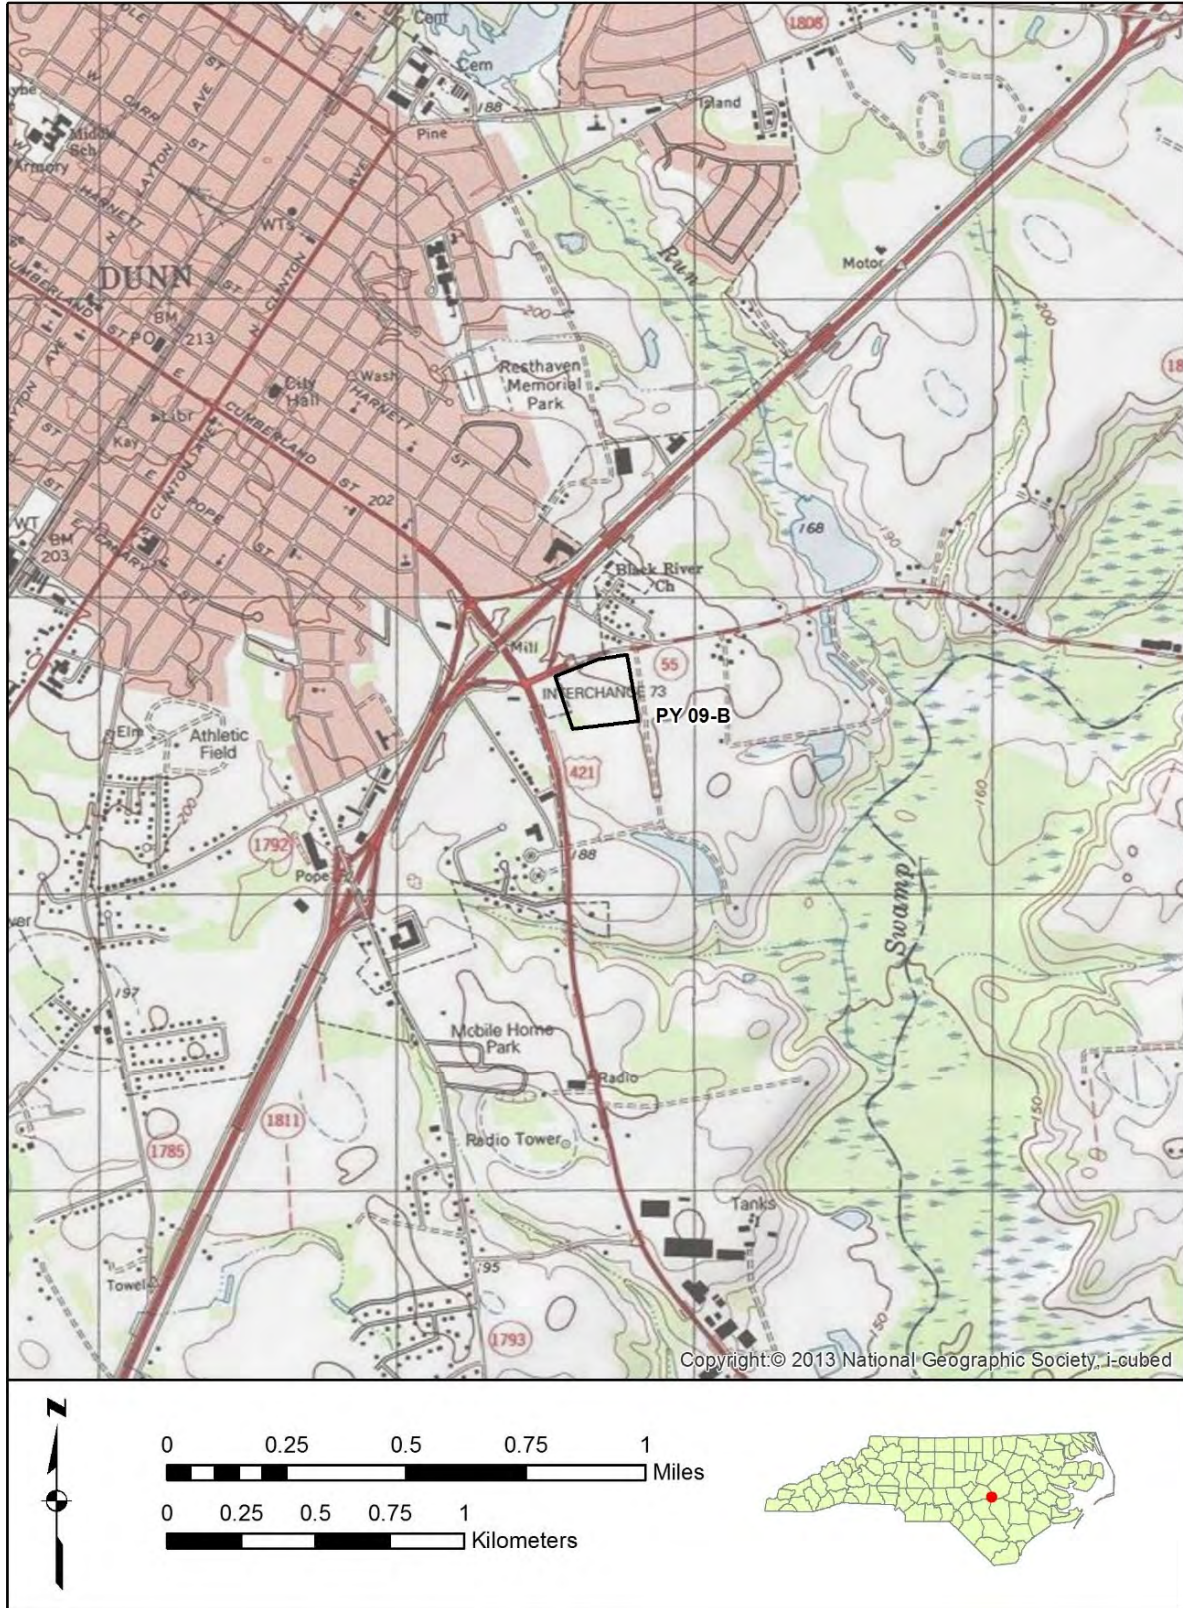 1808
Cem
Cem
188
Pine
Island
Middle
Sch
Armory
W
CARR
ST
AVE
W
HARNETT
N
LAYTON
ST
ST
AVE
WTs
Run
Motor
DUNN
CUMBERLAND
ST
BM
213
PO
N
CLINTON
E
AVE
200
200
Resthaven
Memorial
Park
City
Hall
Wash
HARNETT
ST
Libr
Kay
CUMBERLAND
ST
202
ST
E
POPE
ST
CLINTON
WT
BM
203
168
190
Black River
Ch
Mill
55
INTERCHANGE 73
PY 09-B
Elm
Athletic
Field
421
200
160
1792
188
Pope
Swamp
197
Mobile Home
Park
Radio
1811
1785
Radio Tower
150
Tanks
Towel
195
1793
150
Copyright:© 2013 National Geographic Society, i-cubed
N
0 0.25 0.5 0.75 1
Miles
0 0.25 0.5 0.75 1
Kilometers